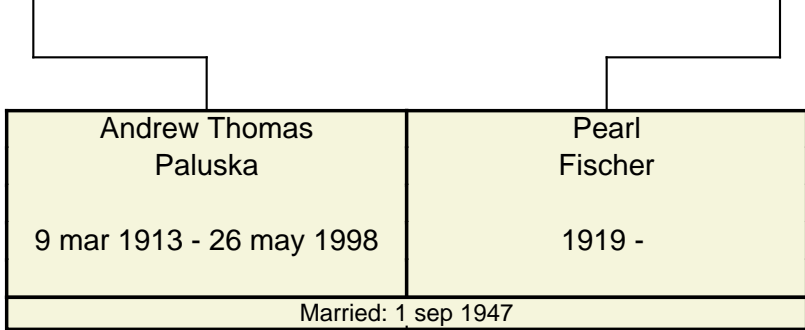 Andrew Thomas
Paluska
9 mar 1913 - 26 may 1998
Pearl
Fischer
1919 -
Married: 1 sep 1947